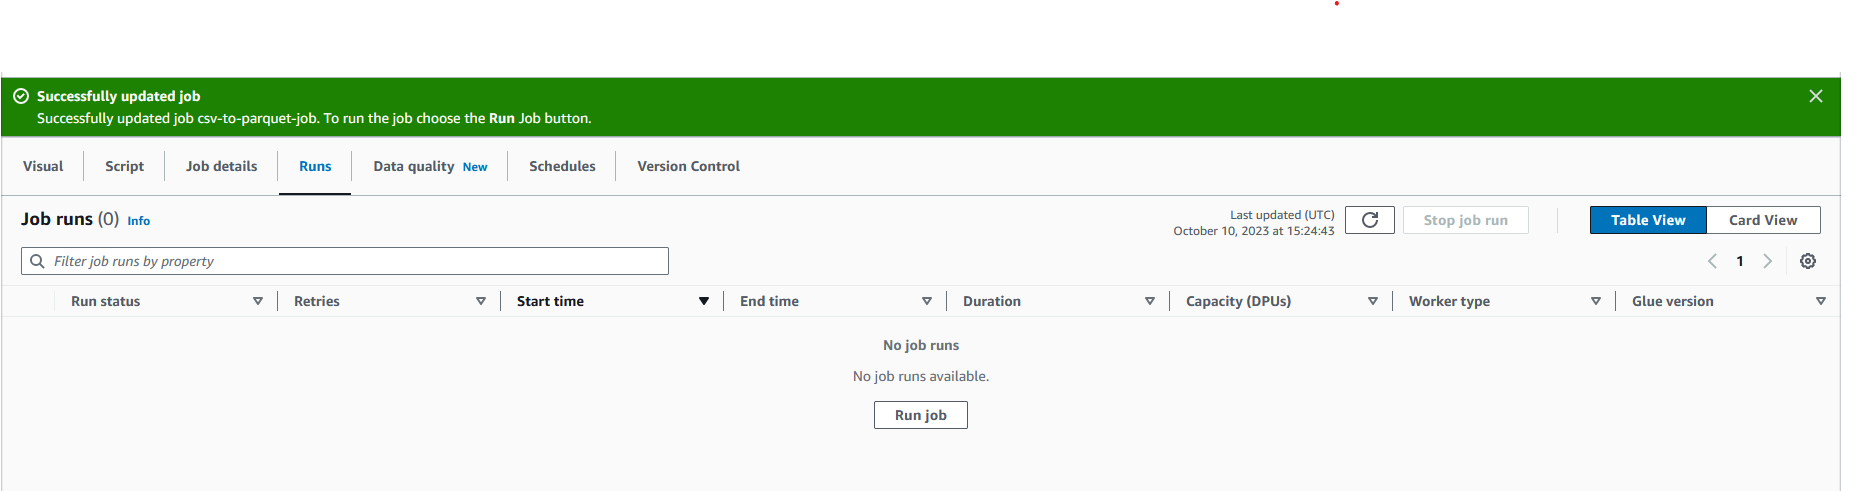 Successfully updated job
Successfully updated job csv-to-parquet-job. To run the job choose the Run Job button.
Visual Script Job details Runs Data quality New Schedules Version Control
Job runs (0) Info
Last updated (UTC)
October 10, 2023 at 15:24:43
Stop job run
Table View Card View
Filter job runs by property
1
Run status Retries Start time End time Duration Capacity (DPUs) Worker type Glue version
No job runs
No job runs available.
Run job